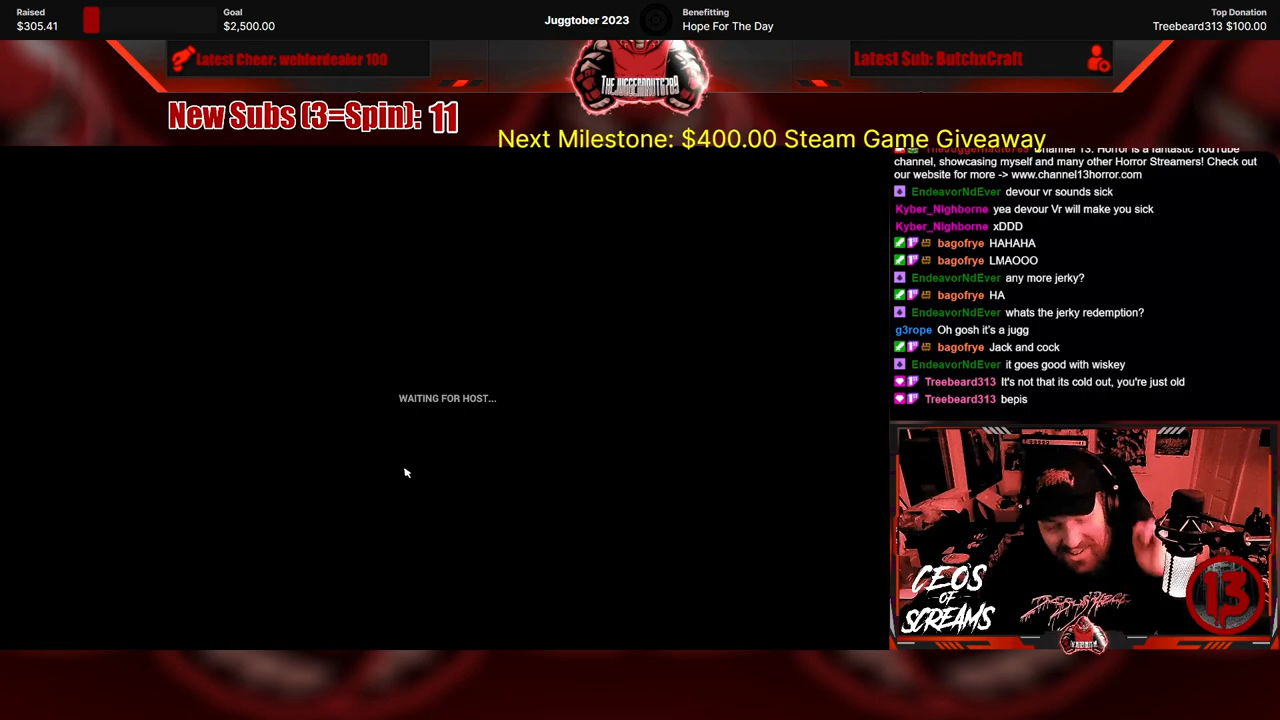 Raised
$305.41
Goal
$2,500.00
Juggtober 2023
Benefitting
Hope For The Day
Top Donation
Treebeard313 $100.00
Latest Cheer: wehlerdealer 100
THEJUGGERNAUT6789
Latest Sub: ButchxCraft
New Subs (3=Spin): 11
Next Milestone: $400.00 Steam Game Giveaway
TheJuggernaut6789 Channel 13: Horror is a fantastic YouTube
channel, showcasing myself and many other Horror Streamers! Check out
our website for more -> www.channel13horror.com
EndeavorNdEver devour vr sounds sick
Kyber_NIghborne yea devour Vr will make you sick
Kyber_NIghborne xDDD
bagofrye HAHAHA
bagofrye LMAOOO
EndeavorNdEver any more jerky?
bagofrye HA
EndeavorNdEver whats the jerky redemption?
g3rope Oh gosh it's a jugg
bagofrye Jack and cock
EndeavorNdEver it goes good with wiskey
Treebeard313 It's not that its cold out, you're just old
Treebeard313 bepis
WAITING FOR HOST...
CEOS
OF
SCREAMS
13